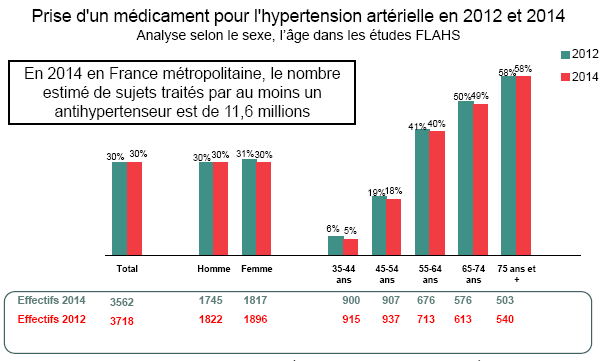 Prise d'un médicament pour l'hypertension artérielle en 2012 et 2014
Analyse selon le sexe, l'âge dans les études FLAHS
2012
2014
En 2014 en France métropolitaine, le nombre
estimé de sujets traités par au moins un
antihypertenseur est de 11,6 millions
30% 30% 30% 30% 31% 30% 6% 5% 19% 18% 41% 40% 50% 49% 58% 58%
Total Homme Femme 35-44 45-54 55-64 65-74 75 ans et
ans ans ans ans +
Effectifs 2014 3562 1745 1817 900 907 676 576 503
Effectifs 2012 3718 1822 1896 915 937 713 613 540